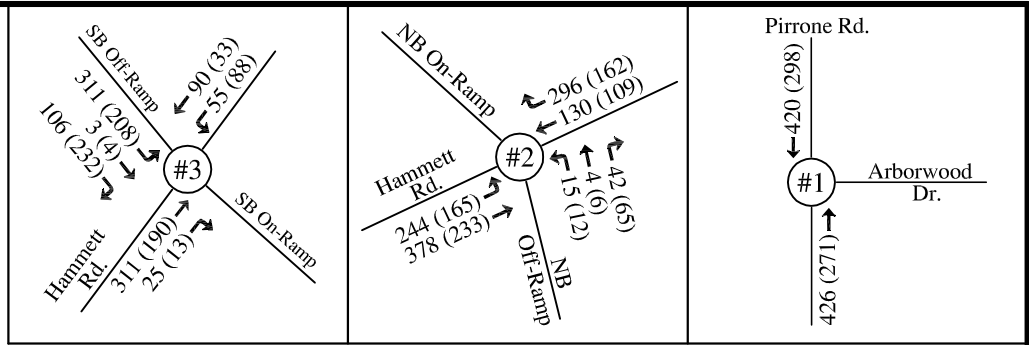 SB Off-Ramp
90 (33)
55 (88)
311 (208)
3 (4)
106 (232)
#3
SB On-Ramp
Hammett
Rd.
311 (190)
25 (13)
NB On-Ramp
296 (162)
130 (109)
#2
Hammett
Rd.
244 (165)
378 (233)
15 (12)
4 (6)
42 (65)
NB
Off-Ramp
Pirrone Rd.
420 (298)
#1
Arborwood
Dr.
426 (271)